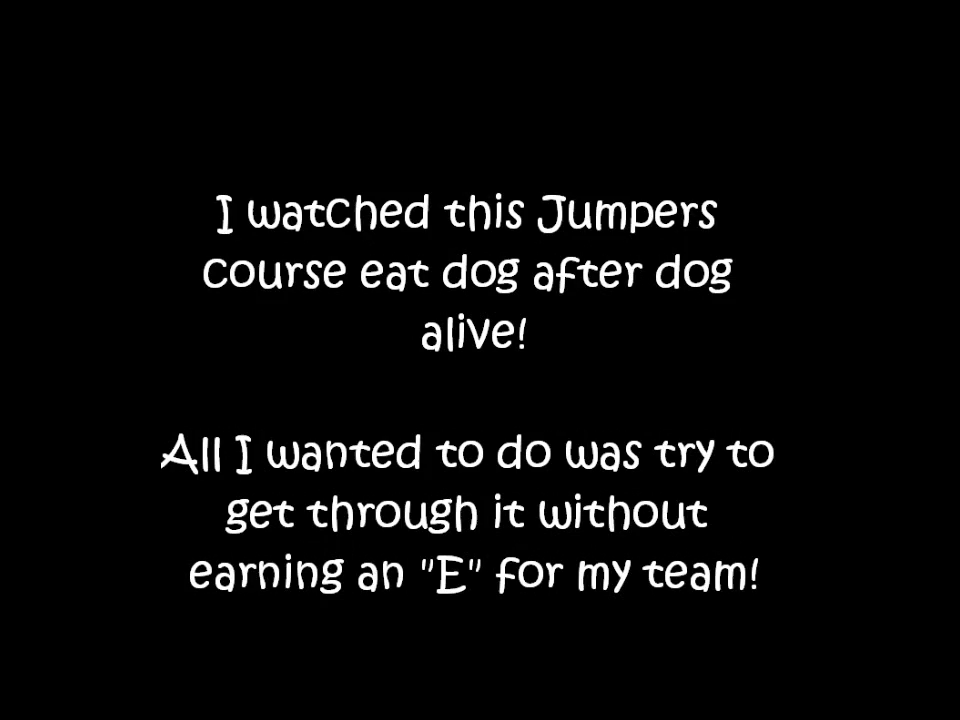 I watched this Jumpers
course eat dog after dog
alive!
All I wanted to do was try to
get through it without
earning an "E" for my team!